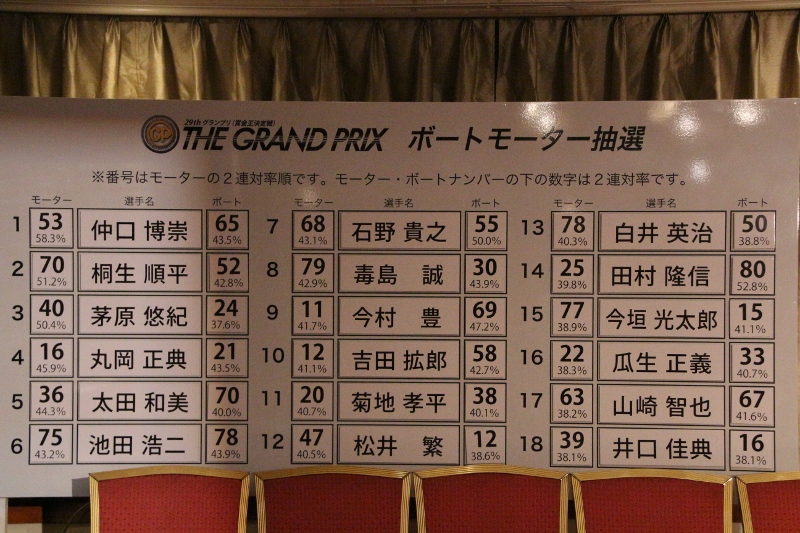 29th グランプリ(賞金王決定戦)
GP THE GRAND PRIX ボートモーター抽選
※番号はモーターの2連対率順です。モーター・ボートナンバーの下の数字は2連対率です。
モーター 選手名 ボート モーター 選手名 ボート モーター 選手名 ボート
1 53 仲口 博崇 65 7 68 石野 貴之 55 13 78 白井 英治 50
58.3% 43.5% 43.1% 50.0% 40.3% 38.8%
2 70 桐生 順平 52 8 79 毒島 誠 30 14 25 田村 隆信 80
51.2% 42.8% 42.9% 43.9% 39.8% 52.8%
3 40 茅原 悠紀 24 9 11 今村 豊 69 15 77 今垣 光太郎 15
50.4% 37.6% 41.7% 47.2% 38.9% 41.1%
4 16 丸岡 正典 21 10 12 吉田 拡郎 58 16 22 瓜生 正義 33
45.9% 43.5% 41.1% 42.7% 38.3% 40.7%
5 36 太田 和美 70 11 20 菊地 孝平 38 17 63 山崎 智也 67
44.3% 40.0% 40.7% 40.1% 38.2% 41.6%
6 75 池田 浩二 78 12 47 松井 繁 12 18 39 井口 佳典 16
43.2% 43.9% 40.5% 38.6% 38.1% 38.1%